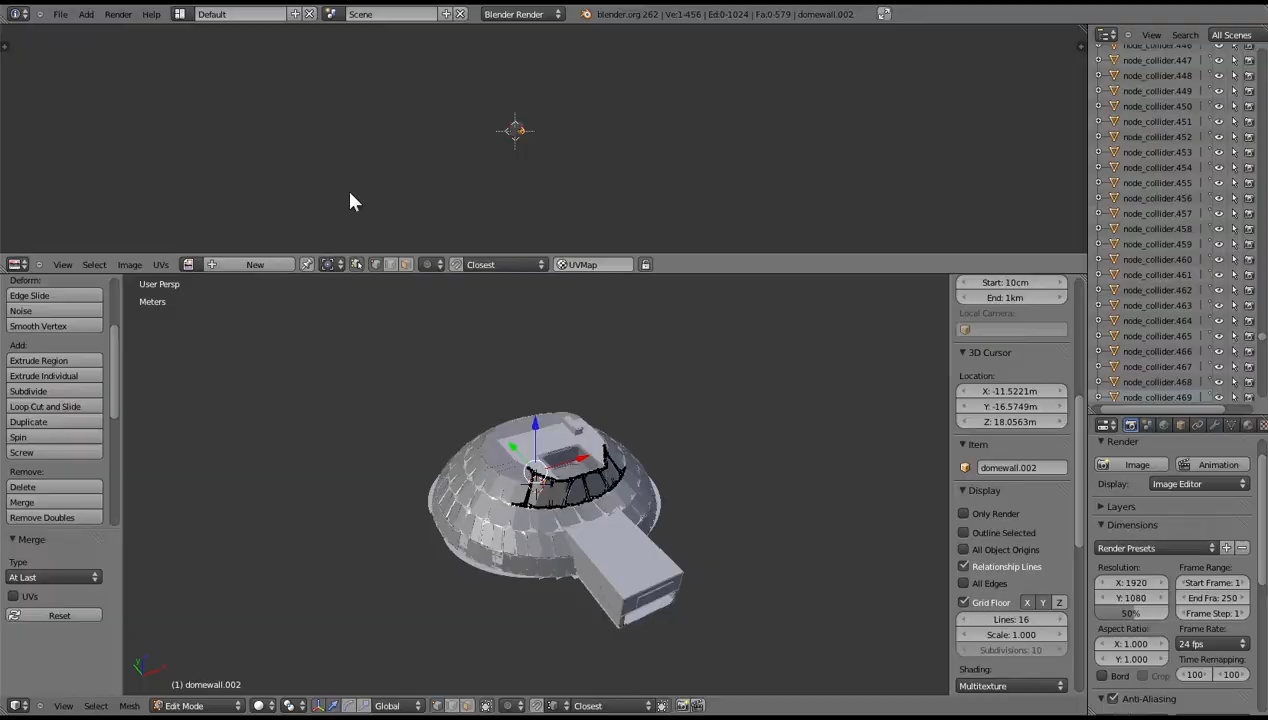 File Add Render Help Default Scene Blender Render blender.org 262 | Ve:1-456 | Ed:0-1024 | Fa:0-579 | domewall.002
View Search All Scenes
node_collider.446
node_collider.447
node_collider.448
node_collider.449
node_collider.450
node_collider.451
node_collider.452
node_collider.453
node_collider.454
node_collider.455
node_collider.456
node_collider.457
node_collider.458
node_collider.459
node_collider.460
node_collider.461
node_collider.462
node_collider.463
node_collider.464
node_collider.465
node_collider.466
node_collider.467
node_collider.468
node_collider.469
View Select Image UVs New Closest UVMap
Deform:
Edge Slide
Noise
Smooth Vertex
Add:
Extrude Region
Extrude Individual
Subdivide
Loop Cut and Slide
Duplicate
Spin
Screw
Remove:
Delete
Merge
Remove Doubles
Merge
Type
At Last
UVs
Reset
User Persp
Meters
(1) domewall.002
Start: 10cm
End: 1km
Local Camera:
3D Cursor
Location:
X: -11.5221m
Y: -16.5749m
Z: 18.0563m
Item
domewall.002
Display
Only Render
Outline Selected
All Object Origins
Relationship Lines
All Edges
Grid Floor X Y Z
Lines: 16
Scale: 1.000
Subdivisions: 10
Shading:
Multitexture
Render
Image Animation
Display: Image Editor
Layers
Dimensions
Render Presets
Resolution: Frame Range:
X: 1920 Start Frame: 1
Y: 1080 End Fra: 250
50% Frame Step: 1
Aspect Ratio: Frame Rate:
X: 1.000 24 fps
Y: 1.000 Time Remapping:
Bord Crop 100 100
Anti-Aliasing
View Select Mesh Edit Mode Global Closest